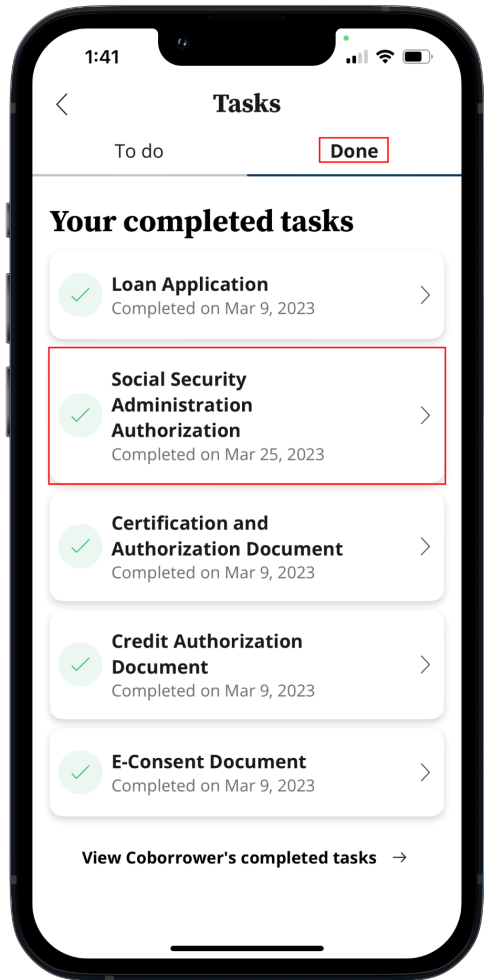 1:41
Tasks
To do
Done
Your completed tasks
Loan Application
Completed on Mar 9, 2023
Social Security
Administration
Authorization
Completed on Mar 25, 2023
Certification and
Authorization Document
Completed on Mar 9, 2023
Credit Authorization
Document
Completed on Mar 9, 2023
E-Consent Document
Completed on Mar 9, 2023
View Coborrower's completed tasks →